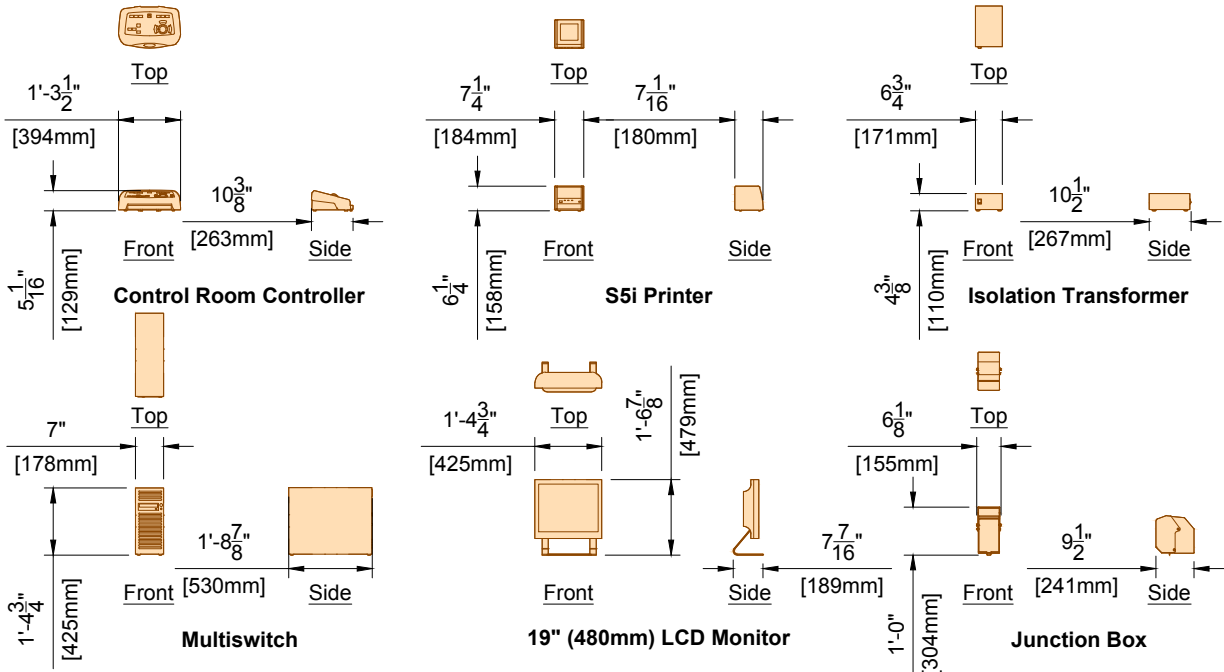 Top
1'-3 1/2"
[394mm]
10 3/8"
[263mm]
5 1/16"
[129mm]
Front
Side
Control Room Controller
Top
7 1/4"
[184mm]
7 1/16"
[180mm]
6 1/4"
[158mm]
Front
Side
S5i Printer
Top
6 3/4"
[171mm]
10 1/2"
[267mm]
4 3/8"
[110mm]
Front
Side
Isolation Transformer
Top
7"
[178mm]
1'-8 7/8"
[530mm]
1'-4 3/4"
[425mm]
Front
Side
Multiswitch
Top
1'-4 3/4"
[425mm]
1'-6 7/8"
[479mm]
7 7/16"
[189mm]
Front
Side
19" (480mm) LCD Monitor
Top
6 1/8"
[155mm]
9 1/2"
[241mm]
1'-0"
[304mm]
Front
Side
Junction Box